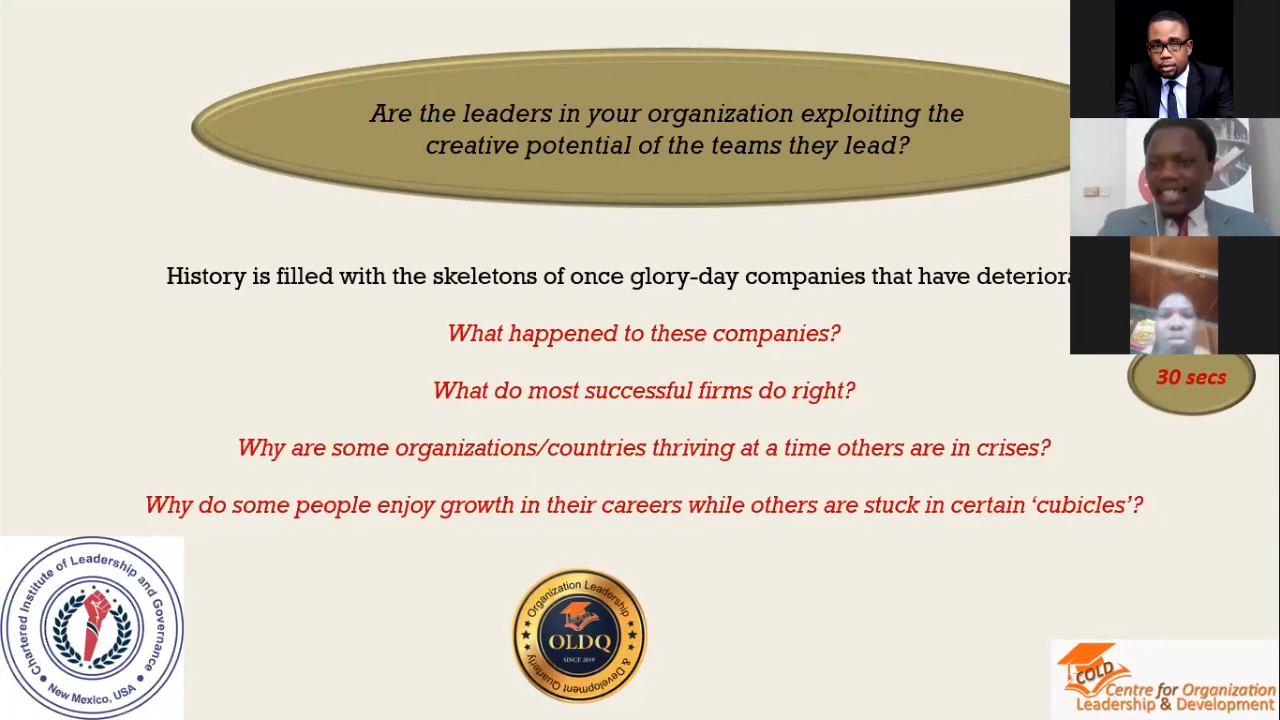 Are the leaders in your organization exploiting the
creative potential of the teams they lead?
History is filled with the skeletons of once glory-day companies that have
What happened to these companies?
What do most successful firms do right?
30 secs
Why are some organizations/countries thriving at a time others are in crises?
Why do some people enjoy growth in their careers while others are stuck in certain ‘cubicles’?
Chartered Institute of Leadership and Governance
New Mexico, USA
Organization Leadership
OLDQ
SINCE 2019
& Development Quarterly
COLD
Centre for Organization
Leadership & Development